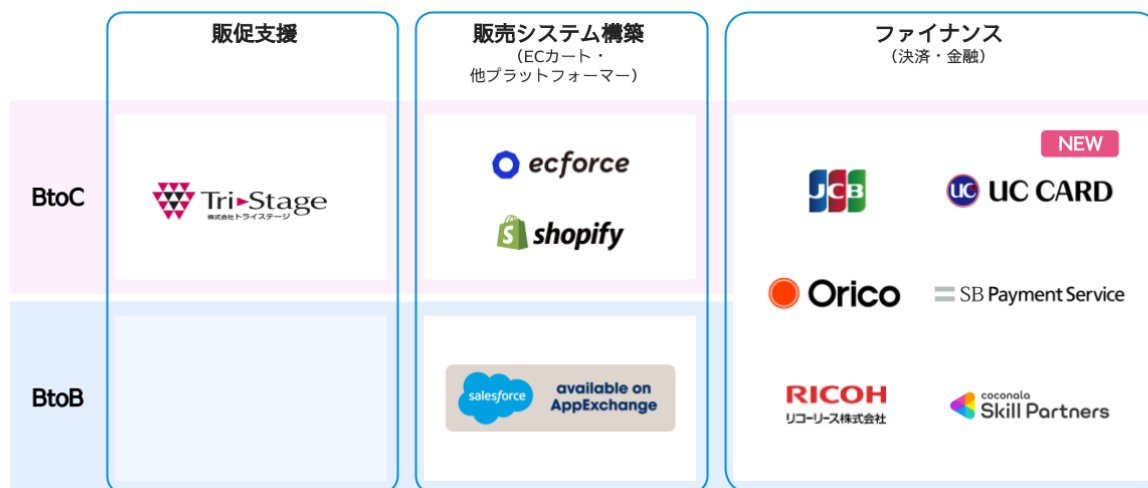 販促支援
販売システム構築
（ECカート・
他プラットフォーマー）
ファイナンス
（決済・金融）
BtoC
Tri-Stage
株式会社トライステージ
ecforce
shopify
NEW
JCB
UC UC CARD
Orico
SB Payment Service
BtoB
salesforce
available on
AppExchange
RICOH
リコーリース株式会社
coconala
Skill Partners